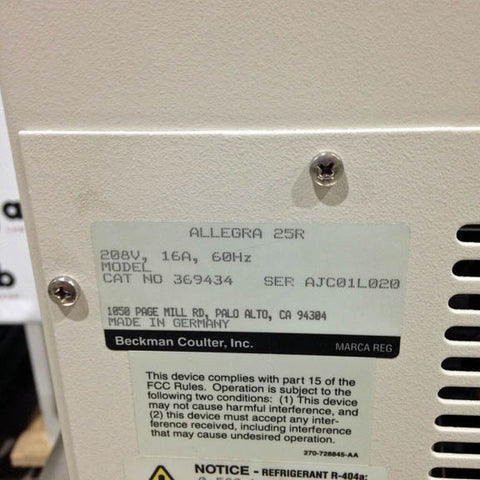 ALLEGRA 25R
208V, 16A, 60Hz
MODEL
CAT NO 369434 SER AJC01L020
1050 PAGE MILL RD, PALO ALTO, CA 94304
MADE IN GERMANY
Beckman Coulter, Inc. MARCA REG
This device complies with part 15 of the
FCC Rules. Operation is subject to the
following two conditions: (1) This device
may not cause harmful interference, and
(2) this device must accept any inter-
ference received, including interference
that may cause undesired operation.
270-728845-AA
NOTICE - REFRIGERANT R-404a: